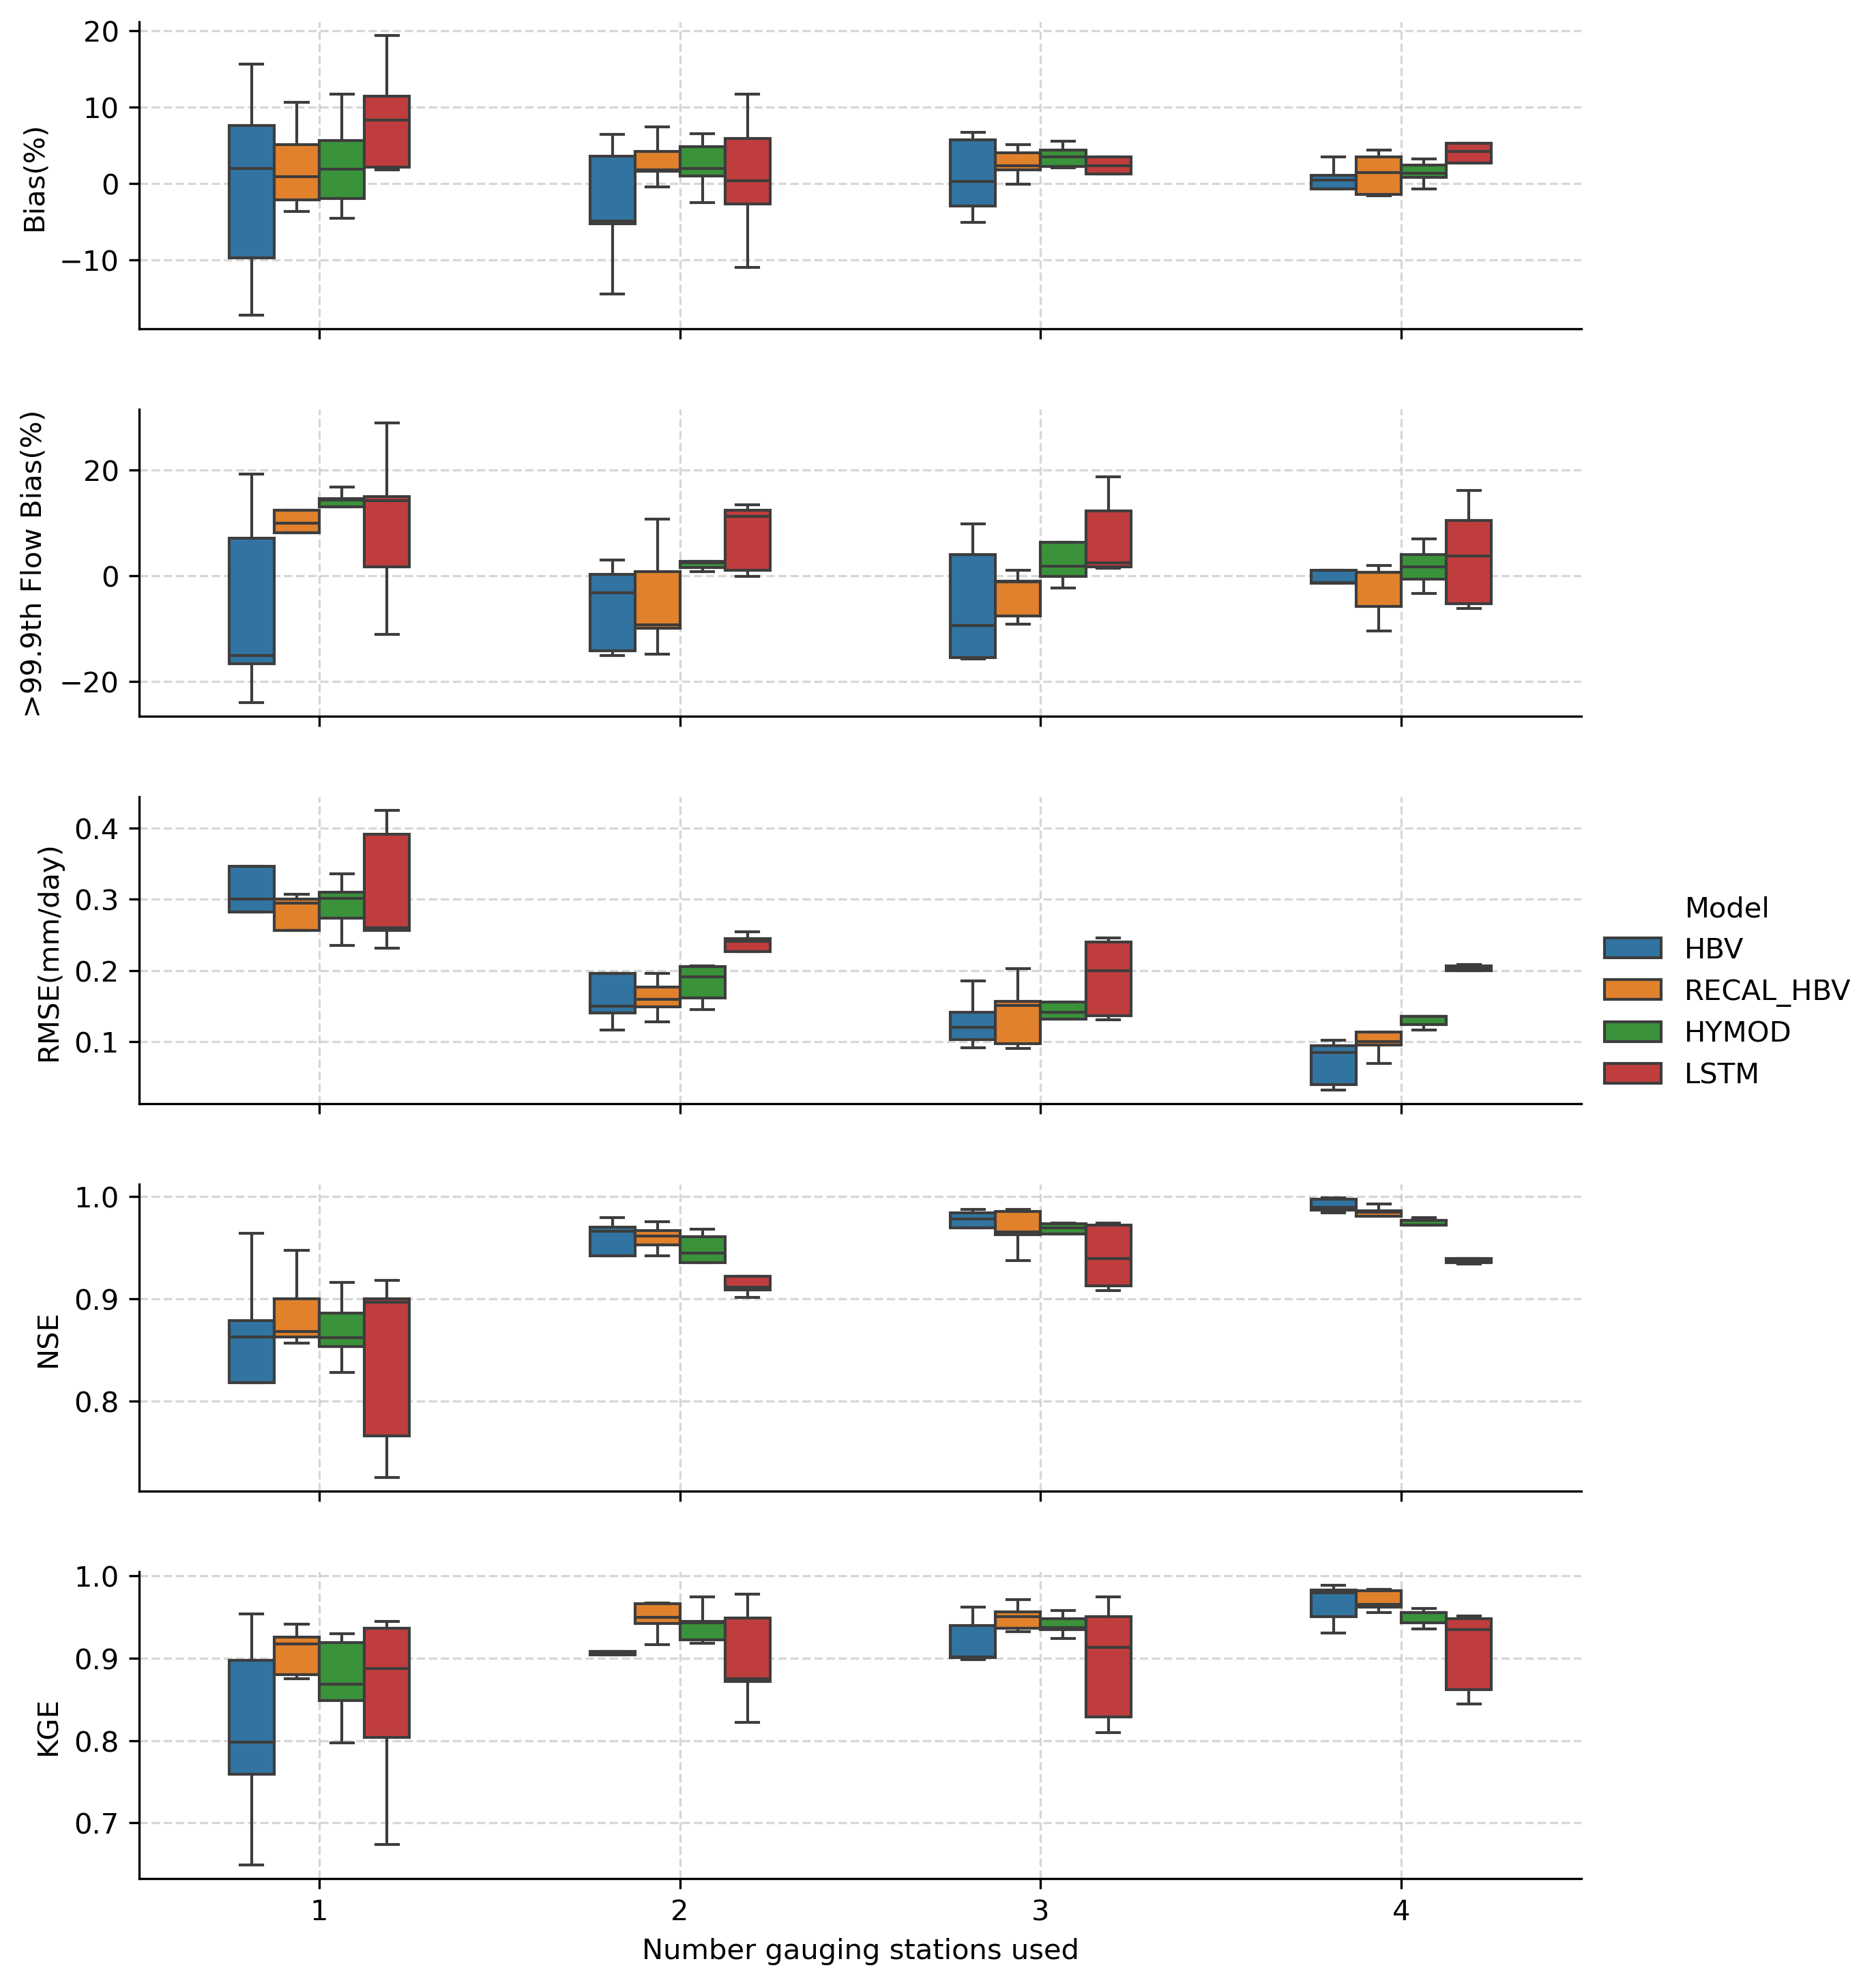 20
10
0
−10
Bias(%)
20
0
−20
>99.9th Flow Bias(%)
0.4
0.3
0.2
0.1
RMSE(mm/day)
Model
HBV
RECAL_HBV
HYMOD
LSTM
1.0
0.9
0.8
NSE
1.0
0.9
0.8
0.7
KGE
1 2 3 4
Number gauging stations used